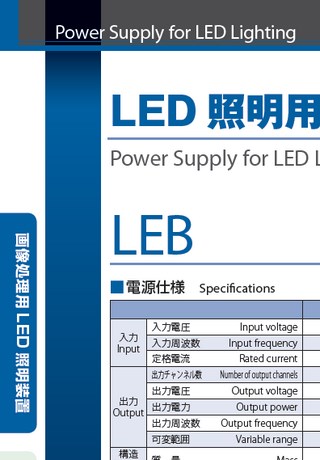 Power Supply for LED Lighting
LED 照明用
Power Supply for LED L
LEB
画像処理用 LED 照明装置
■電源仕様 Specifications
入力 Input
入力電圧 Input voltage
入力周波数 Input frequency
定格電流 Rated current
出力 Output
出力チャンネル数 Number of output channels
出力電圧 Output voltage
出力電力 Output power
出力周波数 Output frequency
可変範囲 Variable range
構造
質 量 Mass